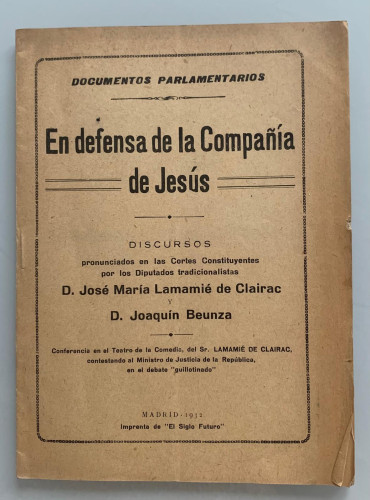 DOCUMENTOS PARLAMENTARIOS
En defensa de la Compañía
de Jesús
DISCURSOS
pronunciados en las Cortes Constituyentes
por los Diputados tradicionalistas
D. José María Lamamié de Clairac
Y
D. Joaquín Beunza
Conferencia en el Teatro de la Comedia, del Sr. LAMAMIÉ DE CLAIRAC,
contestando al Ministro de Justicia de la República,
en el debate "guillotinado"
MADRID-1932
Imprenta de "El Siglo Futuro"